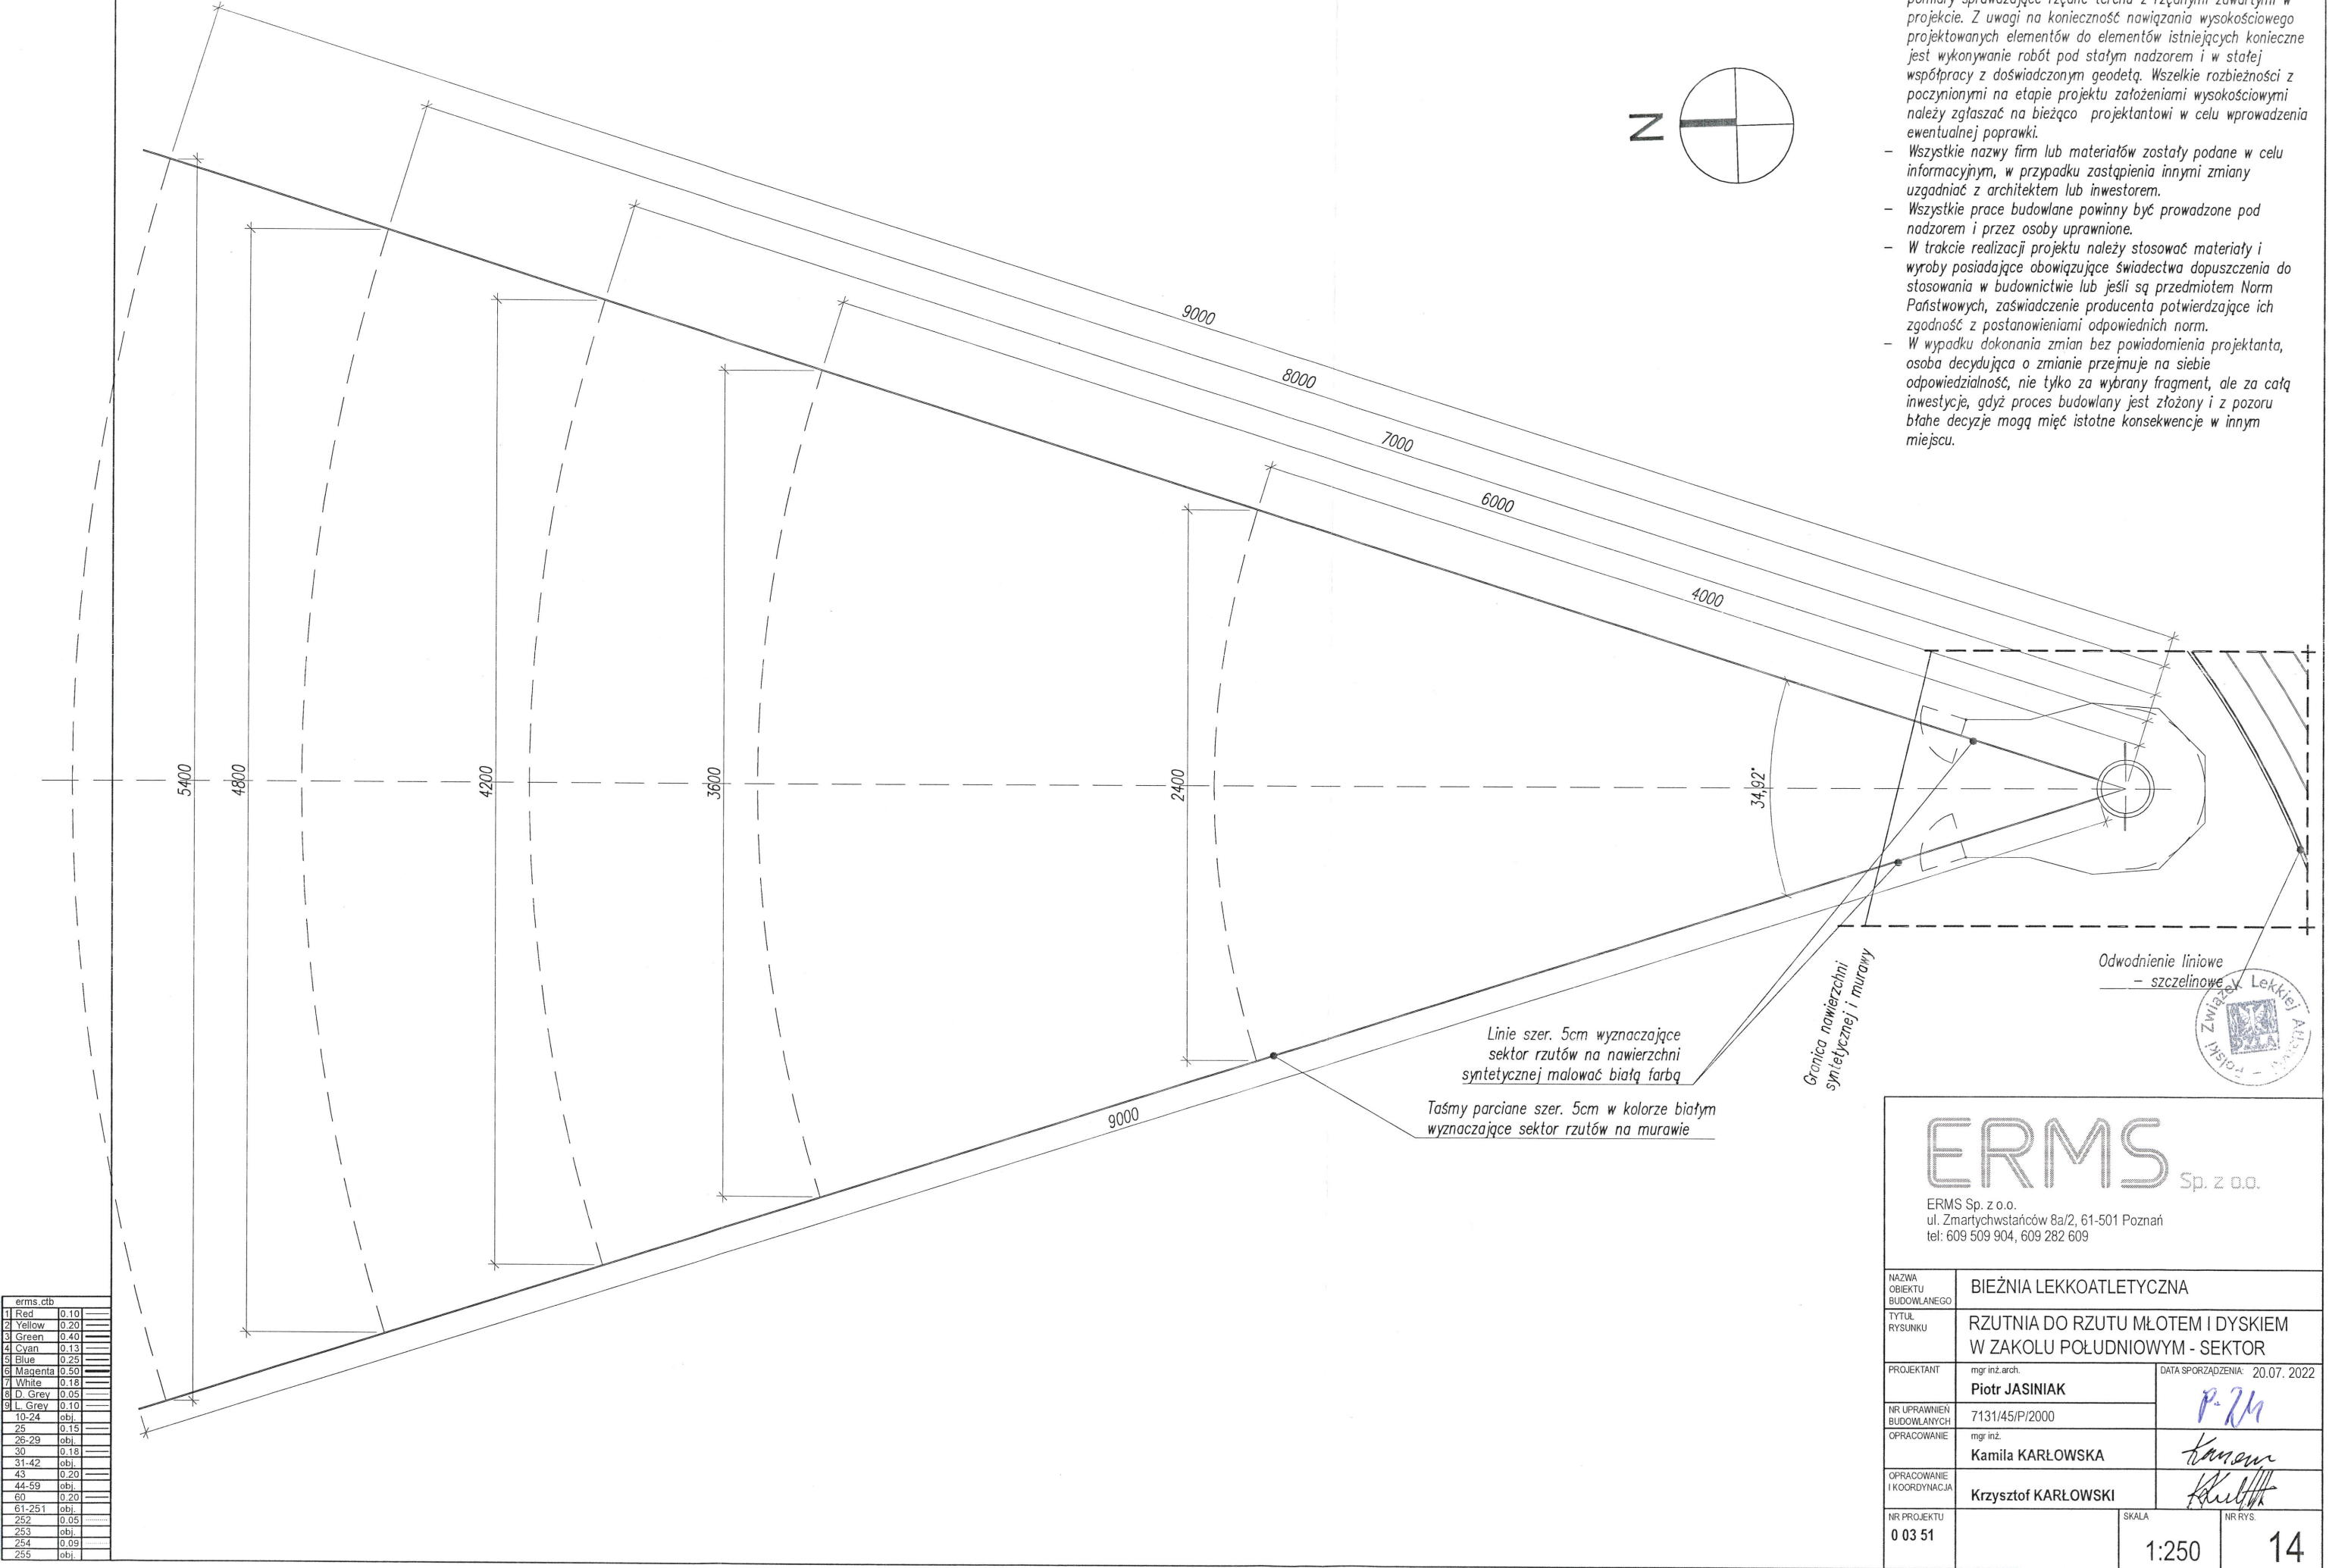 pomiary sprawdzające rzędne terenu z rzędnymi zawartymi w
projekcie. Z uwagi na konieczność nawiązania wysokościowego
projektowanych elementów do elementów istniejących konieczne
jest wykonywanie robót pod stałym nadzorem i w stałej
współpracy z doświadczonym geodetą. Wszelkie rozbieżności z
poczynionymi na etapie projektu założeniami wysokościowymi
należy zgłaszać na bieżąco projektantowi w celu wprowadzenia
ewentualnej poprawki.
- Wszystkie nazwy firm lub materiałów zostały podane w celu
informacyjnym, w przypadku zastąpienia innymi zmiany
uzgadniać z architektem lub inwestorem.
- Wszystkie prace budowlane powinny być prowadzone pod
nadzorem i przez osoby uprawnione.
- W trakcie realizacji projektu należy stosować materiały i
wyroby posiadające obowiązujące świadectwa dopuszczenia do
stosowania w budownictwie lub jeśli są przedmiotem Norm
Państwowych, zaświadczenie producenta potwierdzające ich
zgodność z postanowieniami odpowiednich norm.
- W wypadku dokonania zmian bez powiadomienia projektanta,
osoba decydująca o zmianie przejmuje na siebie
odpowiedzialność, nie tylko za wybrany fragment, ale za całą
inwestycje, gdyż proces budowlany jest złożony i z pozoru
błahe decyzje mogą mięć istotne konsekwencje w innym
miejscu.
N
9000
8000
7000
6000
4000
5400
4800
4200
3600
2400
34,92°
9000
Linie szer. 5cm wyznaczające
sektor rzutów na nawierzchni
syntetycznej malować białą farbą
Taśmy parciane szer. 5cm w kolorze białym
wyznaczające sektor rzutów na murawie
Granica nawierzchni
syntetycznej i murawy
Odwodnienie liniowe
- szczelinowe
Polski Związek Lekkiej
ERMS Sp. z o.o.
ERMS Sp. z o.o.
ul. Zmartychwstańców 8a/2, 61-501 Poznań
tel: 609 509 904, 609 282 609
NAZWA
OBIEKTU
BUDOWLANEGO
BIEŻNIA LEKKOATLETYCZNA
TYTUŁ
RYSUNKU
RZUTNIA DO RZUTU MŁOTEM I DYSKIEM
W ZAKOLU POŁUDNIOWYM - SEKTOR
PROJEKTANT
mgr inż.arch.
Piotr JASINIAK
DATA SPORZĄDZENIA: 20.07. 2022
NR UPRAWNIEŃ
BUDOWLANYCH
7131/45/P/2000
OPRACOWANIE
mgr inż.
Kamila KARŁOWSKA
OPRACOWANIE
I KOORDYNACJA
Krzysztof KARŁOWSKI
NR PROJEKTU
0 03 51
SKALA
1:250
NR RYS.
14
erms.ctb
1 Red 0.10
2 Yellow 0.20
3 Green 0.40
4 Cyan 0.13
5 Blue 0.25
6 Magenta 0.50
7 White 0.18
8 D. Grey 0.05
9 L. Grey 0.10
10-24 obj.
25 0.15
26-29 obj.
30 0.18
31-42 obj.
43 0.20
44-59 obj.
60 0.20
61-251 obj.
252 0.05
253 obj.
254 0.09
255 obj.